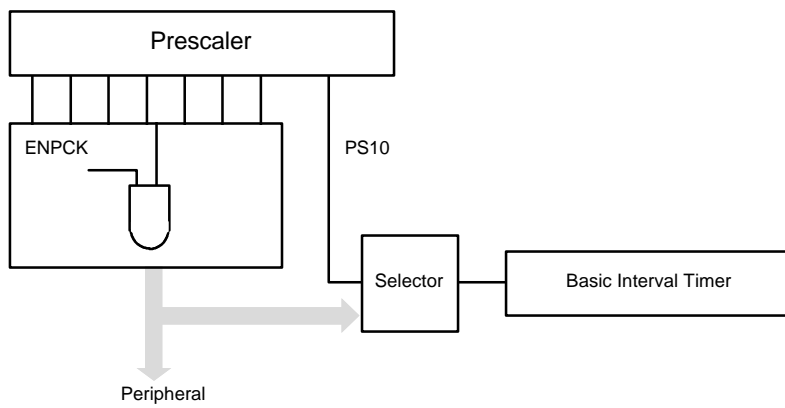 Prescaler
ENPCK
PS10
Selector
Basic Interval Timer
Peripheral